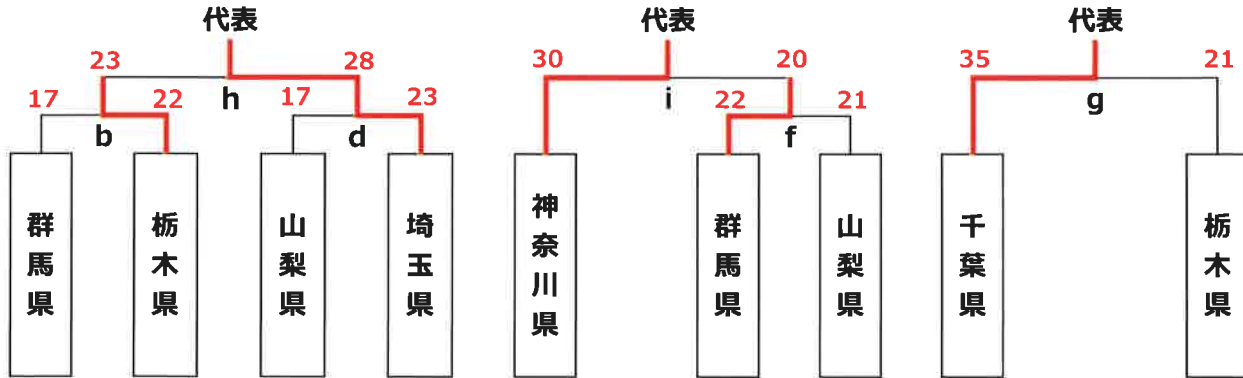 代表
代表
代表
23
28
30
20
35
21
17
22
h
17
23
i
22
21
g
b
d
f
群馬県
栃木県
山梨県
埼玉県
神奈川県
群馬県
山梨県
千葉県
栃木県